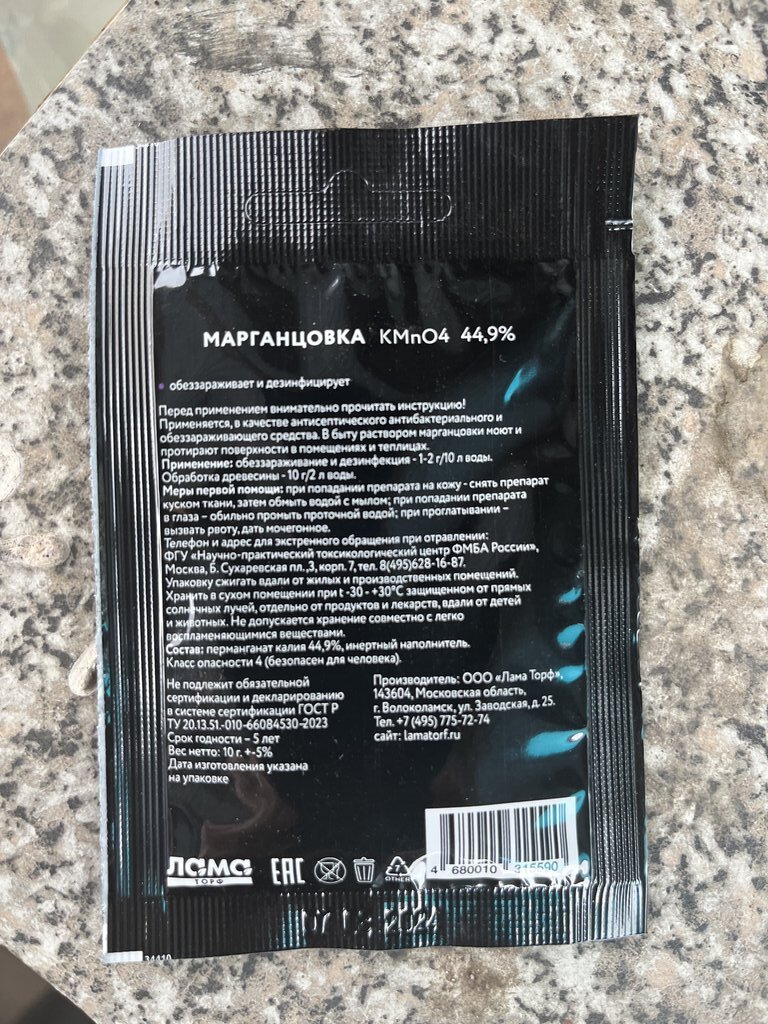 МАРГАНЦОВКА KMnO4 44,9%
• обеззараживает и дезинфицирует
Перед применением внимательно прочитать инструкцию!
Применяется, в качестве антисептического антибактериального и
обеззараживающего средства. В быту раствором марганцовки моют и
протирают поверхности в помещениях и теплицах.
Применение: обеззараживание и дезинфекция - 1-2 г/10 л воды.
Обработка древесины - 10 г/2 л воды.
Меры первой помощи: при попадании препарата на кожу - снять препарат
куском ткани, затем обмыть водой с мылом; при попадании препарата
в глаза – обильно промыть проточной водой; при проглатывании –
вызвать рвоту, дать мочегонное.
Телефон и адрес для экстренного обращения при отравлении:
ФГУ «Научно-практический токсикологический центр ФМБА России»,
Москва, Б. Сухаревская пл.,3, корп. 7, тел. 8(495)628-16-87.
Упаковку сжигать вдали от жилых и производственных помещений.
Хранить в сухом помещении при t -30 - +30°С защищенном от прямых
солнечных лучей, отдельно от продуктов и лекарств, вдали от детей
и животных. Не допускается хранение совместно с легко
воспламеняющимися веществами.
Состав: перманганат калия 44,9%, инертный наполнитель.
Класс опасности 4 (безопасен для человека).
Не подлежит обязательной
сертификации и декларированию
в системе сертификации ГОСТ Р
ТУ 20.13.51.-010-66084530-2023
Срок годности – 5 лет
Вес нетто: 10 г. +-5%
Дата изготовления указана
на упаковке
Производитель: ООО «Лама Торф»,
143604, Московская область,
г. Волоколамск, ул. Заводская, д. 25.
Тел. +7 (495) 775-72-74
сайт: lamatorf.ru
лама
ТОРФ
EAC
OTHER
4 680010 315590
2024
34410